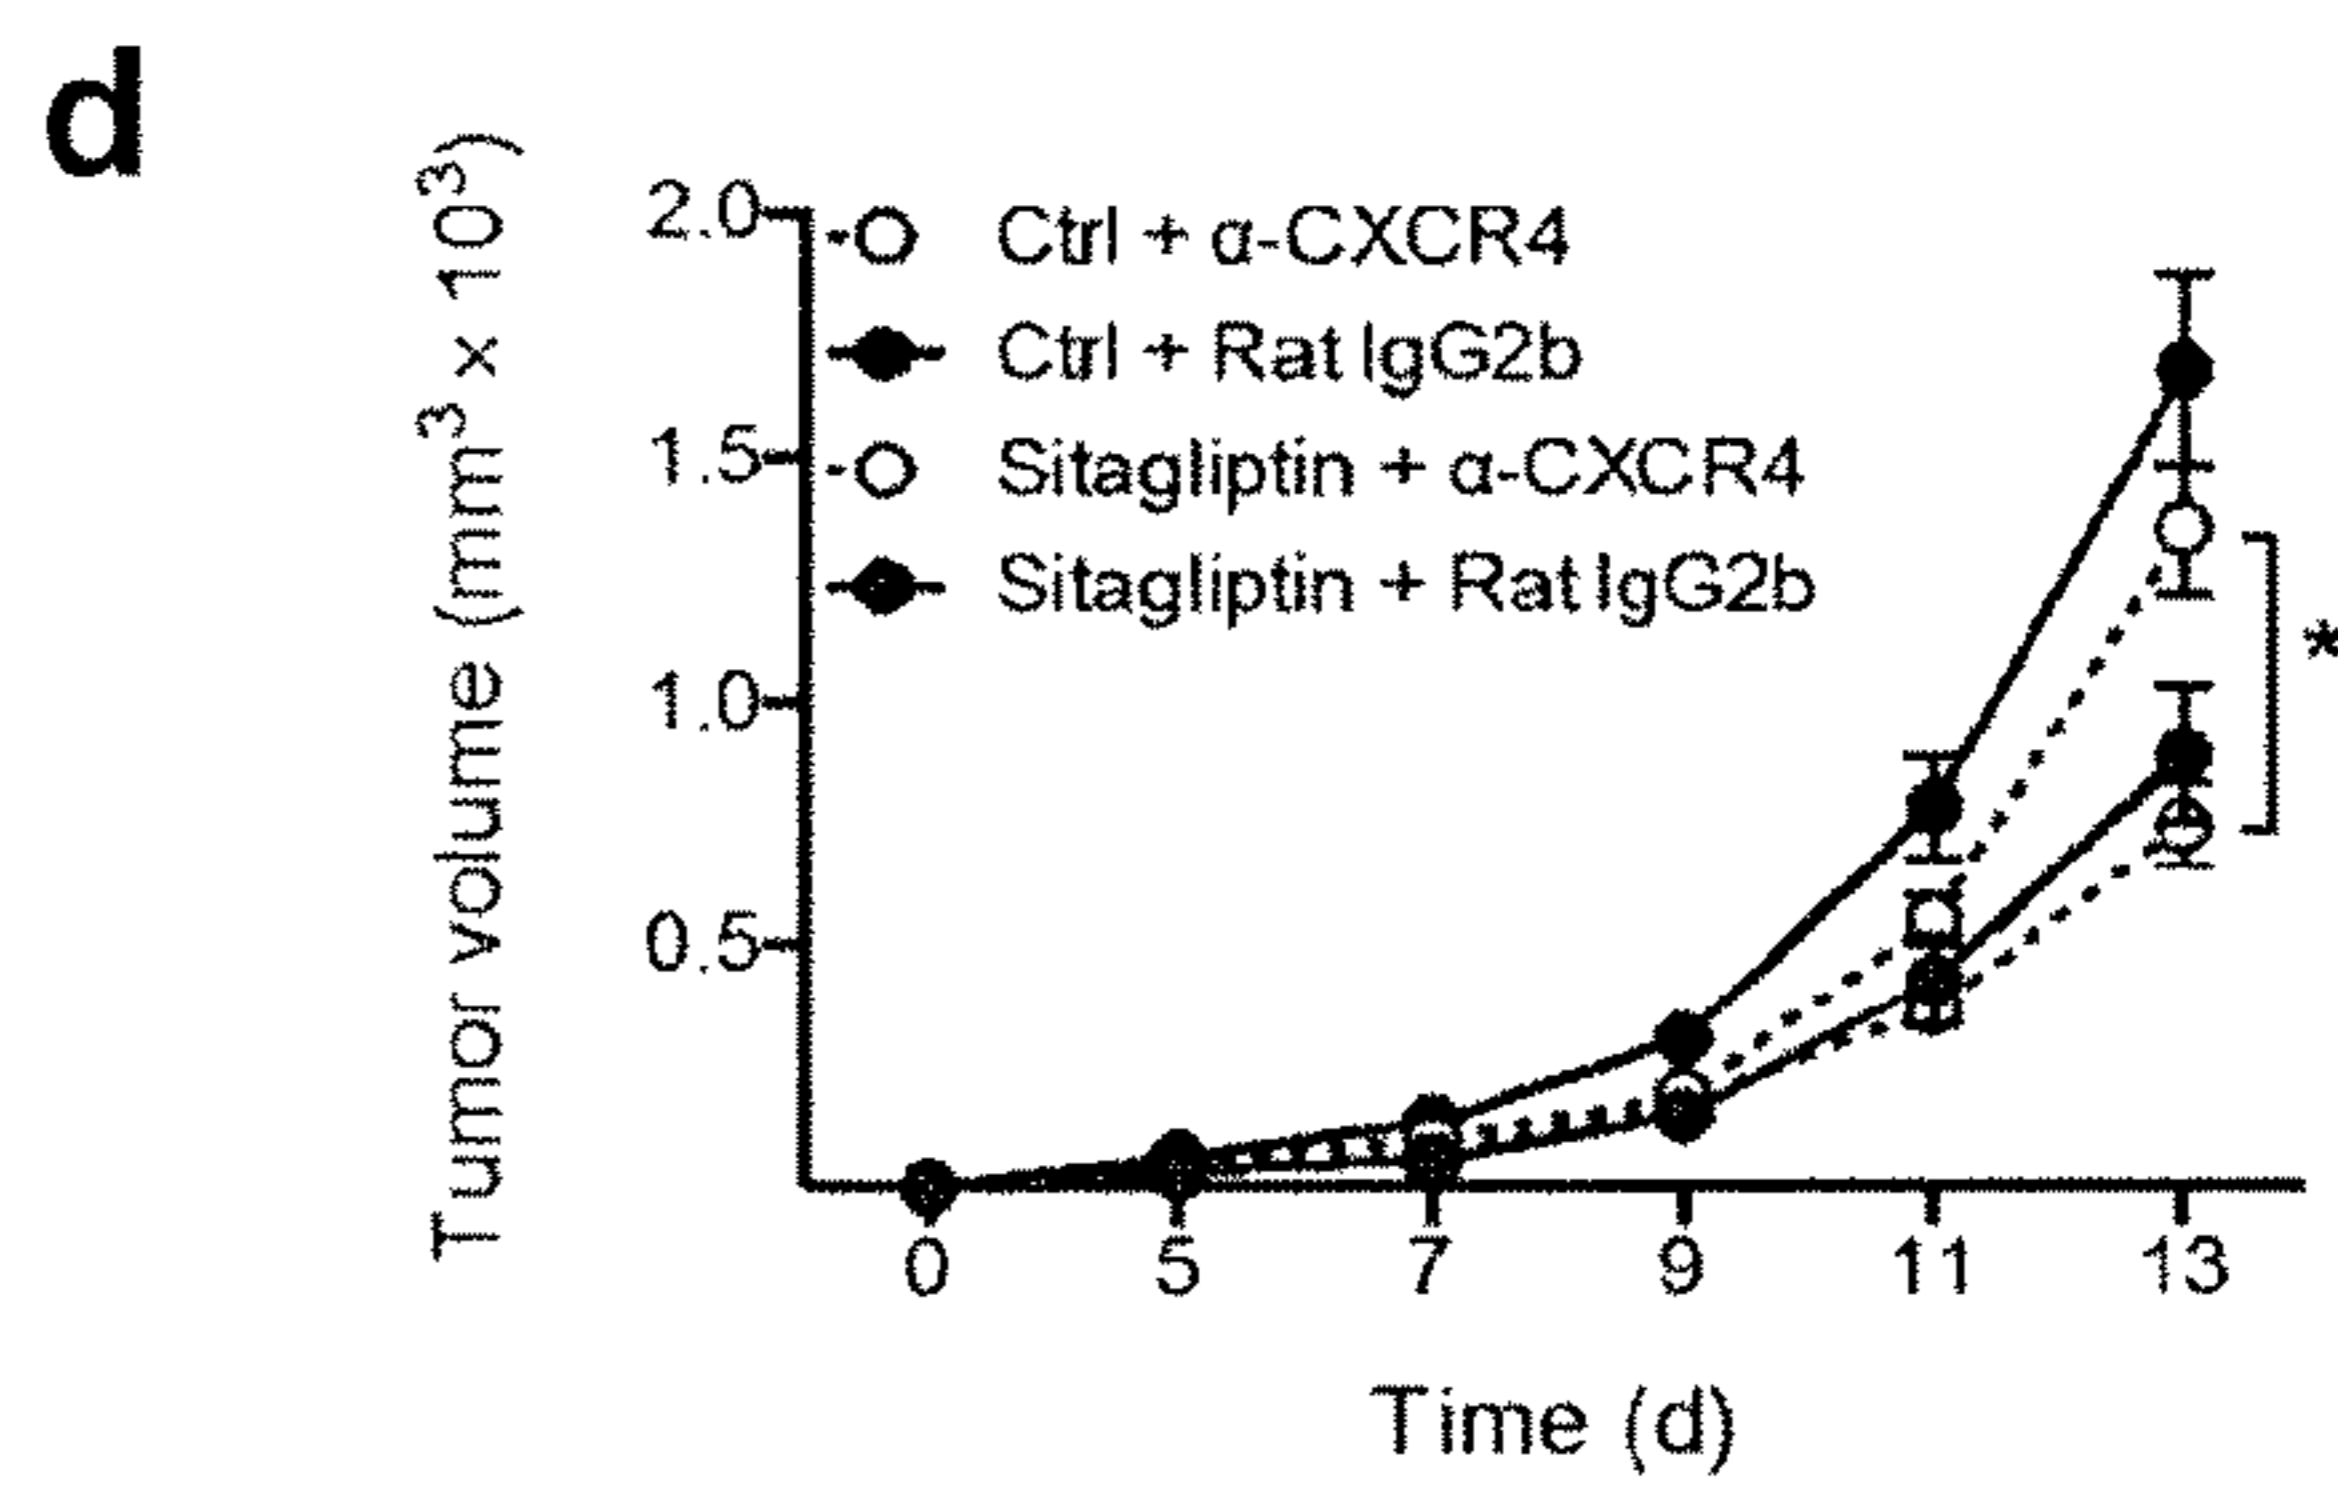 d
Tumor volume (mm³ x 10³)
2.0
1.5
1.0
0.5
Ctrl + α-CXCR4
Ctrl + Rat IgG2b
Sitagliptin + α-CXCR4
Sitagliptin + Rat IgG2b
*
0 5 7 9 11 13
Time (d)